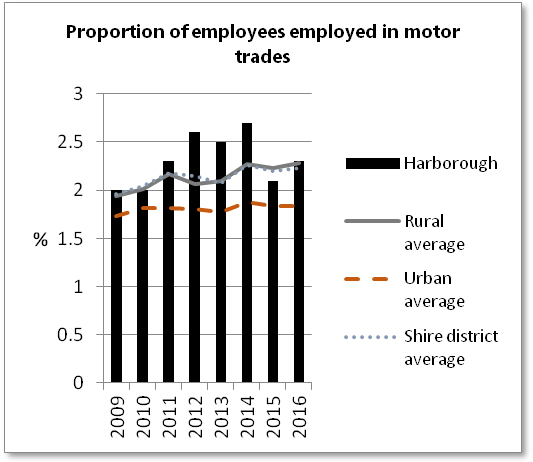 Proportion of employees employed in motor
trades
3
2.5
2
1.5
1
0.5
0
%
2009
2010
2011
2012
2013
2014
2015
2016
Harborough
Rural
average
Urban
average
Shire district
average